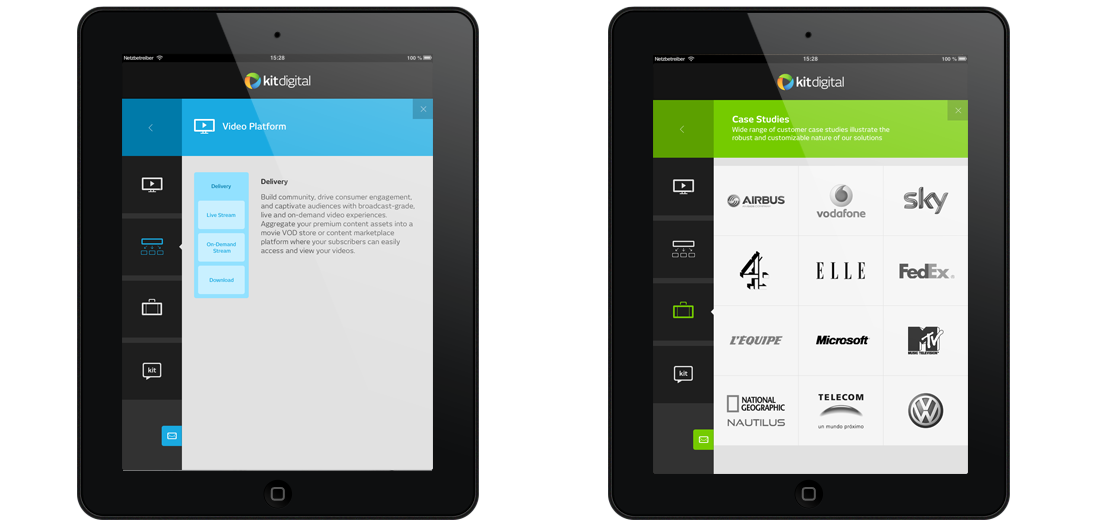 Netzbetreiber 15:28 100 %
kitdigital
Video Platform
Delivery
Live Stream
On-Demand
Stream
Download
Delivery
Build community, drive consumer engagement,
and captivate audiences with broadcast-grade,
live and on-demand video experiences.
Aggregate your premium content assets into a
movie VOD store or content marketplace
platform where your subscribers can easily
access and view your videos.
kit
Netzbetreiber 15:28 100 %
kitdigital
Case Studies
Wide range of customer case studies illustrate the
robust and customizable nature of our solutions
AIRBUS
vodafone
sky
4
ELLE
FedEx.
L'ÉQUIPE
Microsoft
MTV
MUSIC TELEVISION
NATIONAL
GEOGRAPHIC
NAUTILUS
TELECOM
un mundo próximo
VW
kit